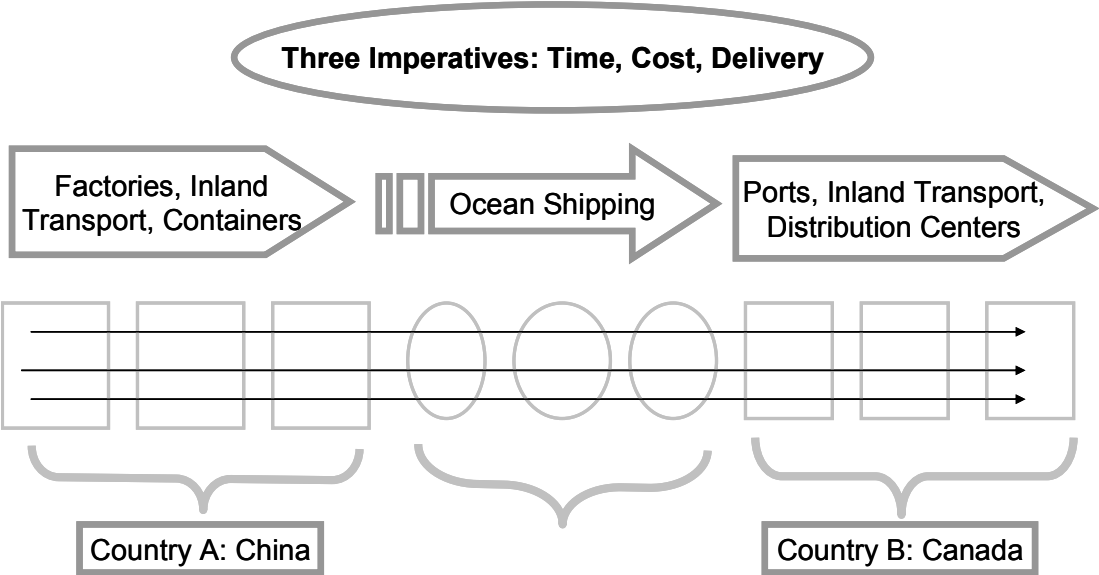 Three Imperatives: Time, Cost, Delivery
Factories, Inland
Transport, Containers
Ocean Shipping
Ports, Inland Transport,
Distribution Centers
Country A: China
Country B: Canada